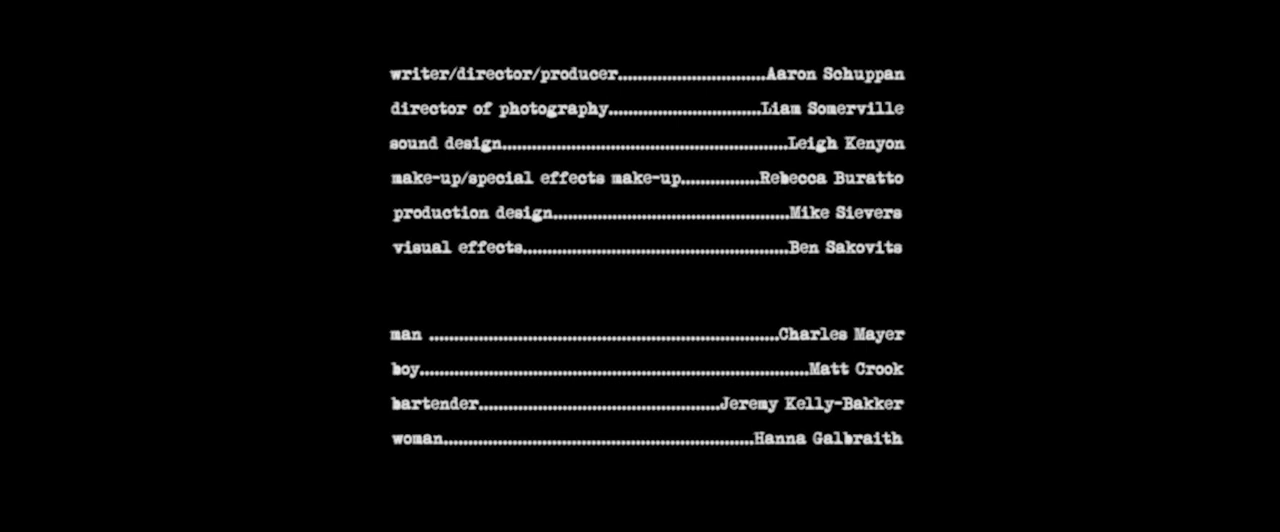 writer/director/producer..............................Aaron Schuppan
director of photography...............................Liam Somerville
sound design..........................................................Leigh Kenyon
make-up/special effects make-up................Rebecca Buratto
production design................................................Mike Sievers
visual effects......................................................Ben Sakovits
man .......................................................................Charles Mayer
boy...............................................................................Matt Crook
bartender.................................................Jeremy Kelly-Bakker
woman...............................................................Hanna Galbraith